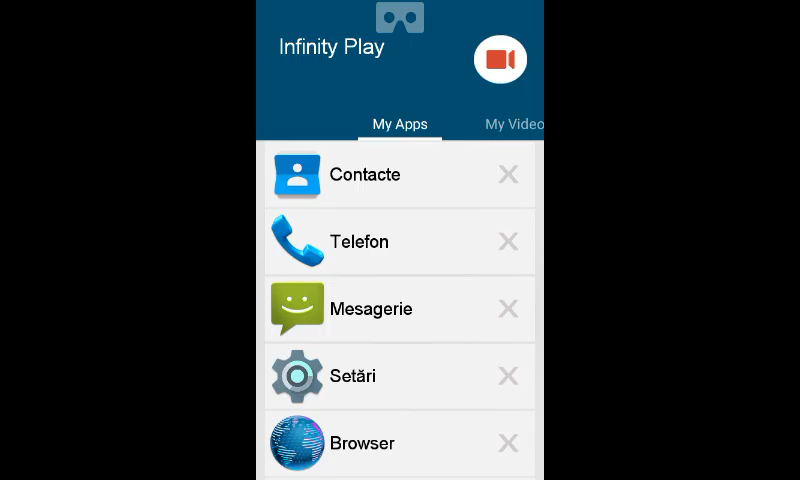 Infinity Play
My Apps
My Video
Contacte
Telefon
Mesagerie
Setări
Browser